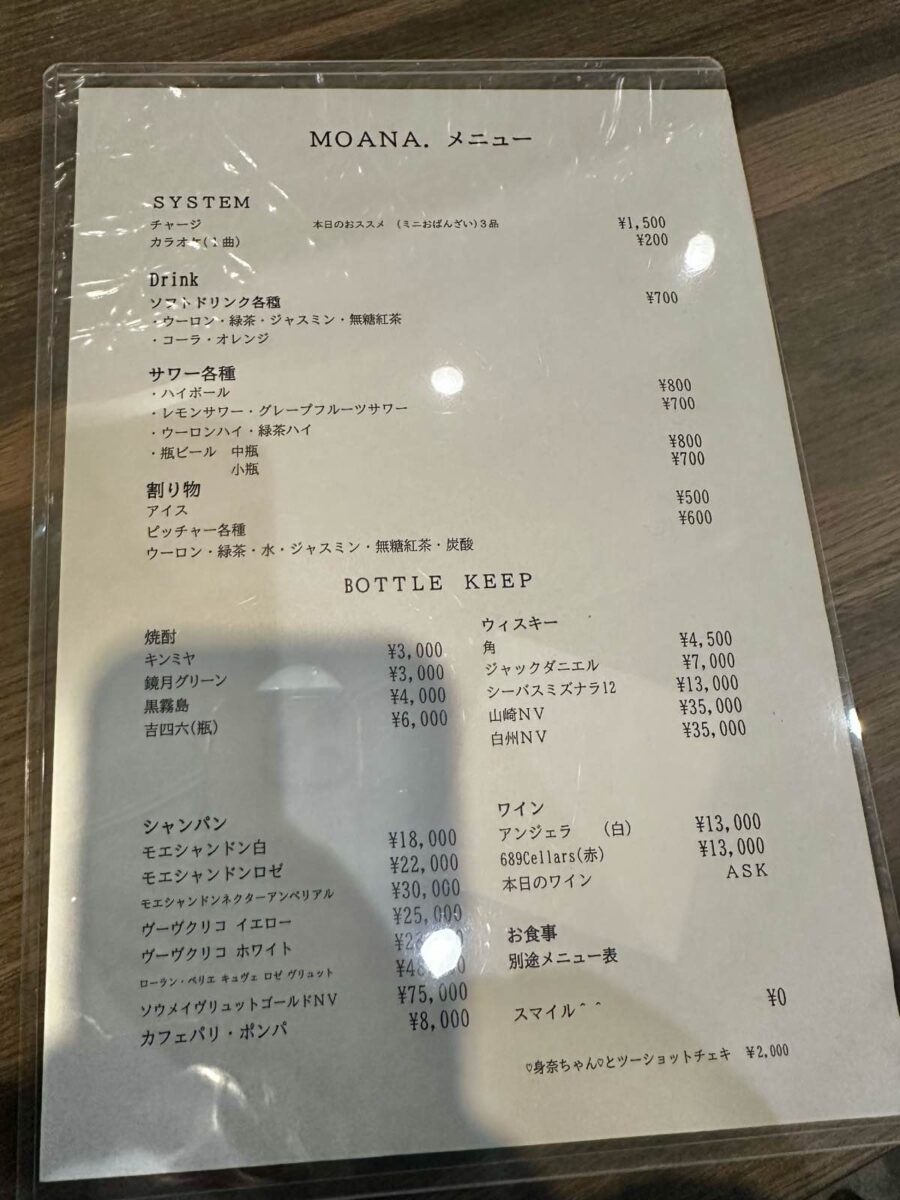 MOANA. メニュー
SYSTEM
チャージ 本日のおススメ (ミニおばんざい)３品 ¥1,500
カラオケ(１曲) ¥200
Drink
ソフトドリンク各種 ¥700
・ウーロン・緑茶・ジャスミン・無糖紅茶
・コーラ・オレンジ
サワー各種
・ハイボール ¥800
・レモンサワー・グレープフルーツサワー ¥700
・ウーロンハイ・緑茶ハイ
・瓶ビール 中瓶 ¥800
小瓶 ¥700
割り物
アイス ¥500
ピッチャー各種 ¥600
ウーロン・緑茶・水・ジャスミン・無糖紅茶・炭酸
BOTTLE KEEP
焼酎
キンミヤ ¥3,000
鏡月グリーン ¥3,000
黒霧島 ¥4,000
吉四六(瓶) ¥6,000
ウィスキー
角 ¥4,500
ジャックダニエル ¥7,000
シーバスミズナラ12 ¥13,000
山崎ＮＶ ¥35,000
白州ＮＶ ¥35,000
シャンパン
モエシャンドン白 ¥18,000
モエシャンドンロゼ ¥22,000
モエシャンドンネクターアンペリアル ¥30,000
ヴーヴクリコ イエロー ¥25,000
ヴーヴクリコ ホワイト
ローラン・ペリエ キュヴェ ロゼ ヴリュット
ソウメイヴリュットゴールドＮＶ ¥75,000
カフェパリ・ポンパ ¥8,000
ワイン
アンジェラ (白) ¥13,000
689Cellars(赤) ¥13,000
本日のワイン ASK
お食事
別途メニュー表
スマイル＾＾ ¥0
♡身奈ちゃん♡とツーショットチェキ ¥2,000